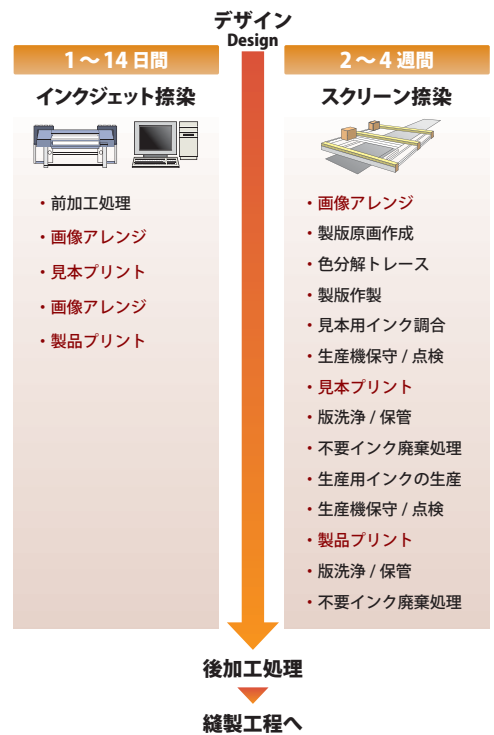 デザイン
Design
1～14日間
インクジェット捺染
・前加工処理
・画像アレンジ
・見本プリント
・画像アレンジ
・製品プリント
2～4週間
スクリーン捺染
・画像アレンジ
・製版原画作成
・色分解トレース
・製版作製
・見本用インク調合
・生産機保守 / 点検
・見本プリント
・版洗浄 / 保管
・不要インク廃棄処理
・生産用インクの生産
・生産機保守 / 点検
・製品プリント
・版洗浄 / 保管
・不要インク廃棄処理
後加工処理
縫製工程へ